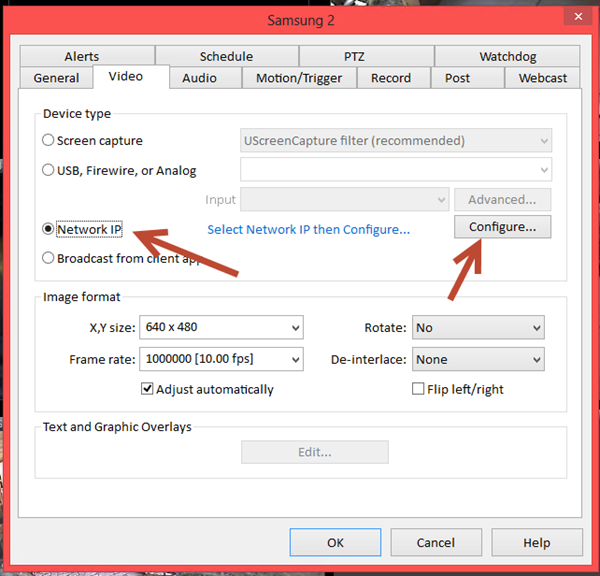 Samsung 2
Alerts Schedule PTZ Watchdog
General Video Audio Motion/Trigger Record Post Webcast
Device type
Screen capture UScreenCapture filter (recommended)
USB, Firewire, or Analog
Input Advanced...
Network IP Select Network IP then Configure... Configure...
Broadcast from client app
Image format
X,Y size: 640 x 480 Rotate: No
Frame rate: 1000000 [10.00 fps] De-interlace: None
Adjust automatically Flip left/right
Text and Graphic Overlays
Edit...
OK Cancel Help